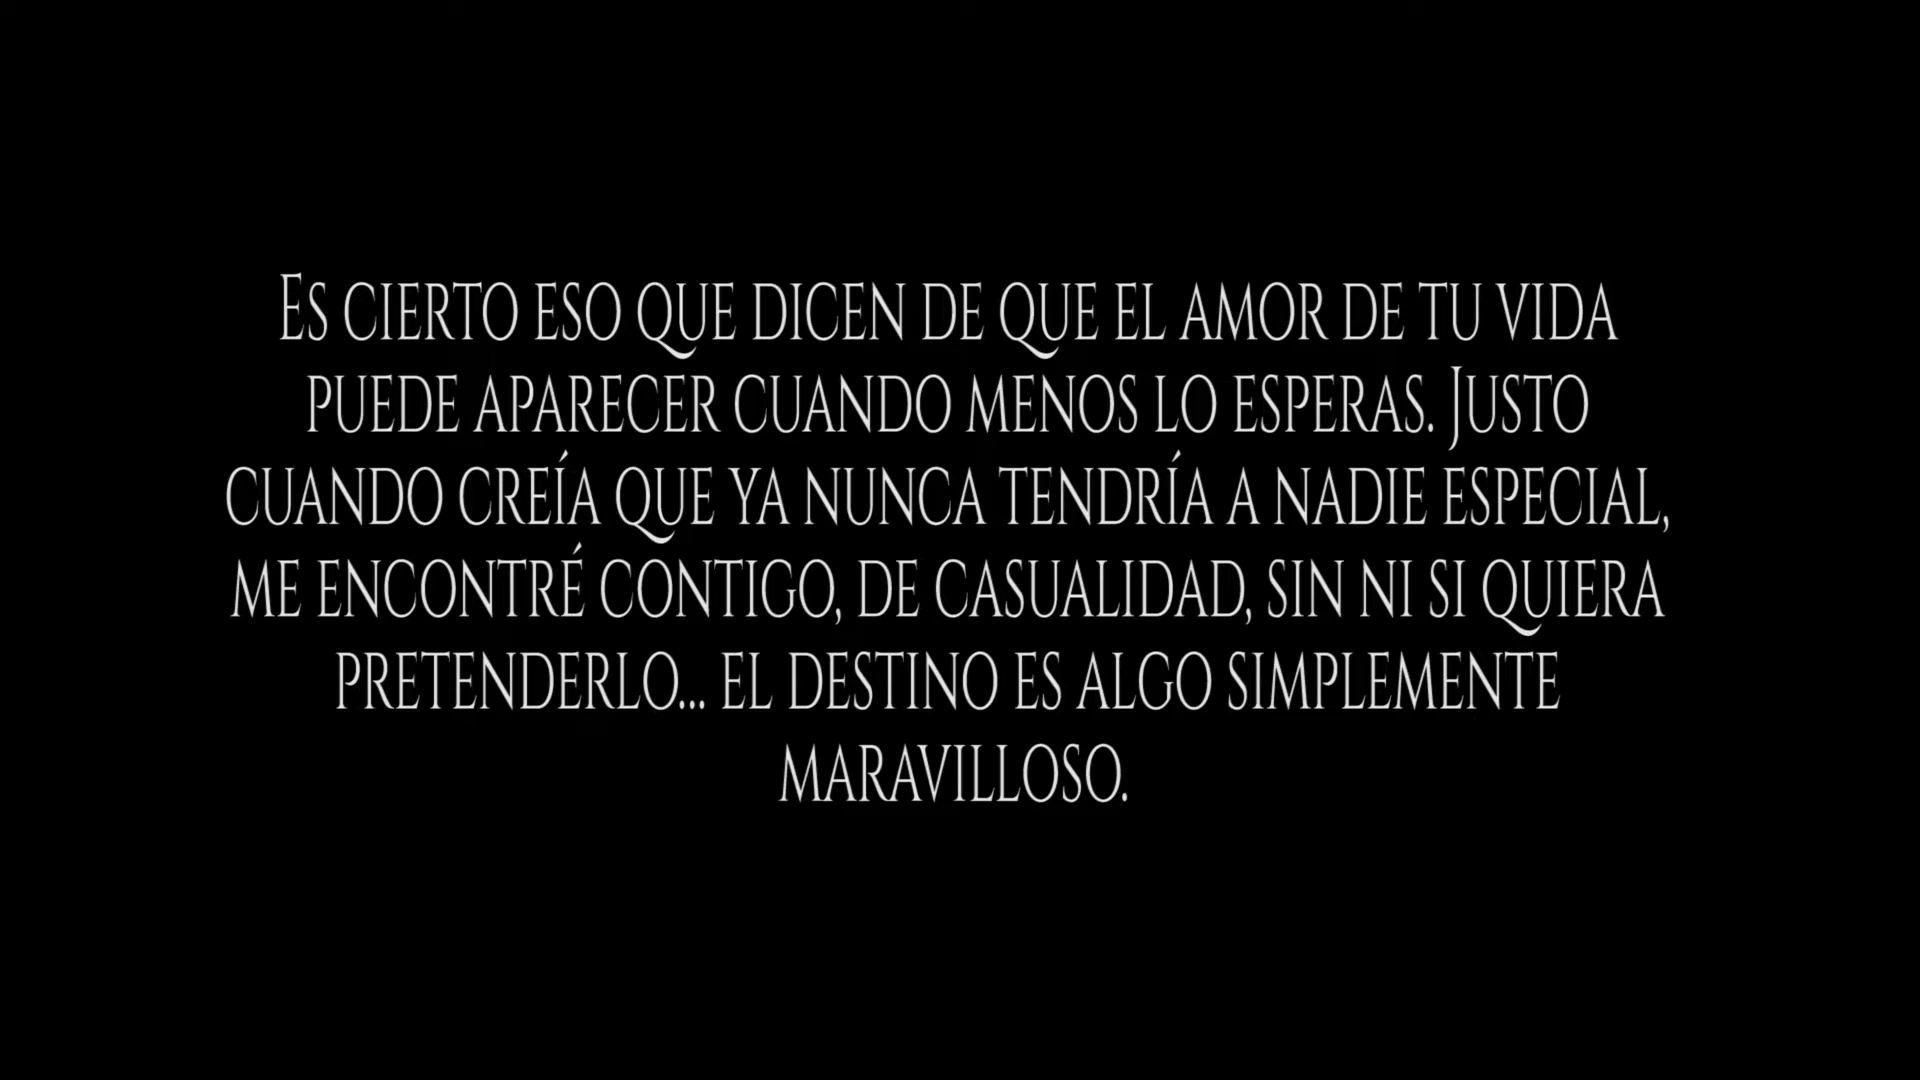 Es cierto eso que dicen de que el amor de tu vida
puede aparecer cuando menos lo esperas. Justo
cuando creía que ya nunca tendría a nadie especial,
me encontré contigo, de casualidad, sin ni si quiera
pretenderlo... el destino es algo simplemente
maravilloso.